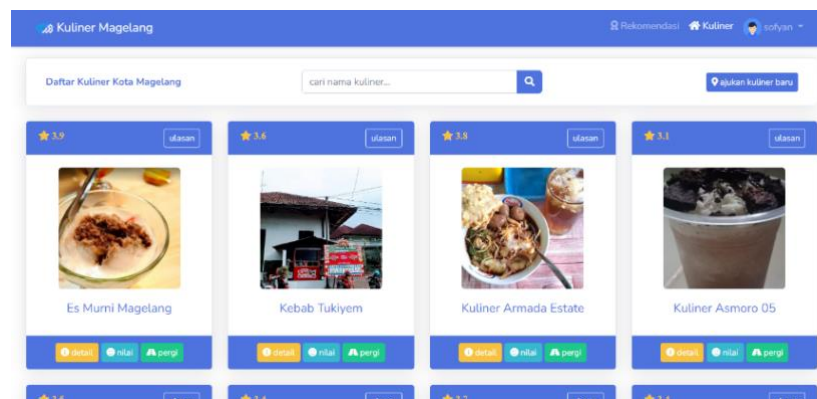 Kuliner Magelang
Rekomendasi Kuliner sofyan
Daftar Kuliner Kota Magelang
cari nama kuliner...
ajukan kuliner baru
3.9 ulasan
3.6 ulasan
3.8 ulasan
3.1 ulasan
Es Murni Magelang
Kebab Tukiyem
Kuliner Armada Estate
Kuliner Asmoro 05
detail nilai pergi
detail nilai pergi
detail nilai pergi
detail nilai pergi